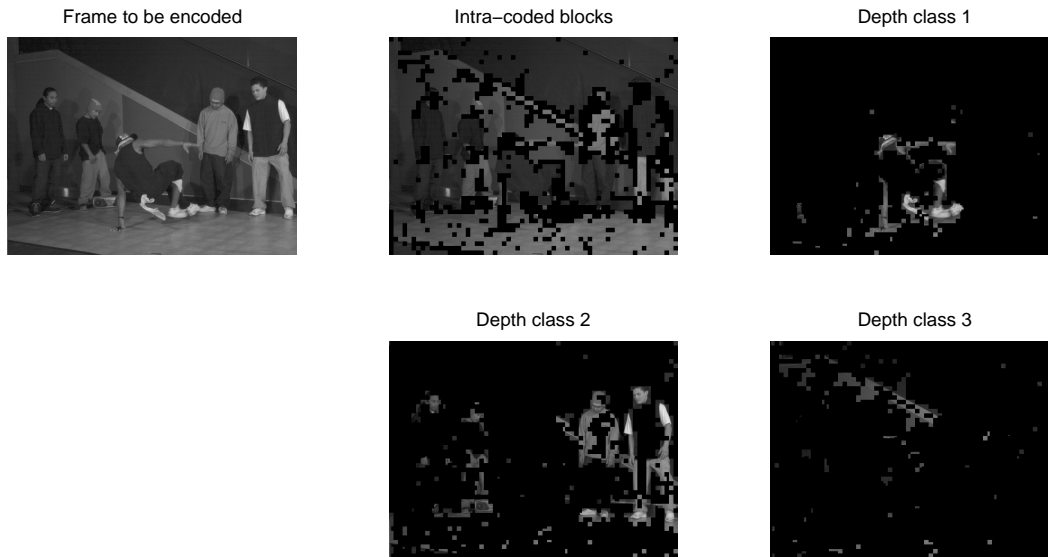 Frame to be encoded
Intra−coded blocks
Depth class 1
Depth class 2
Depth class 3